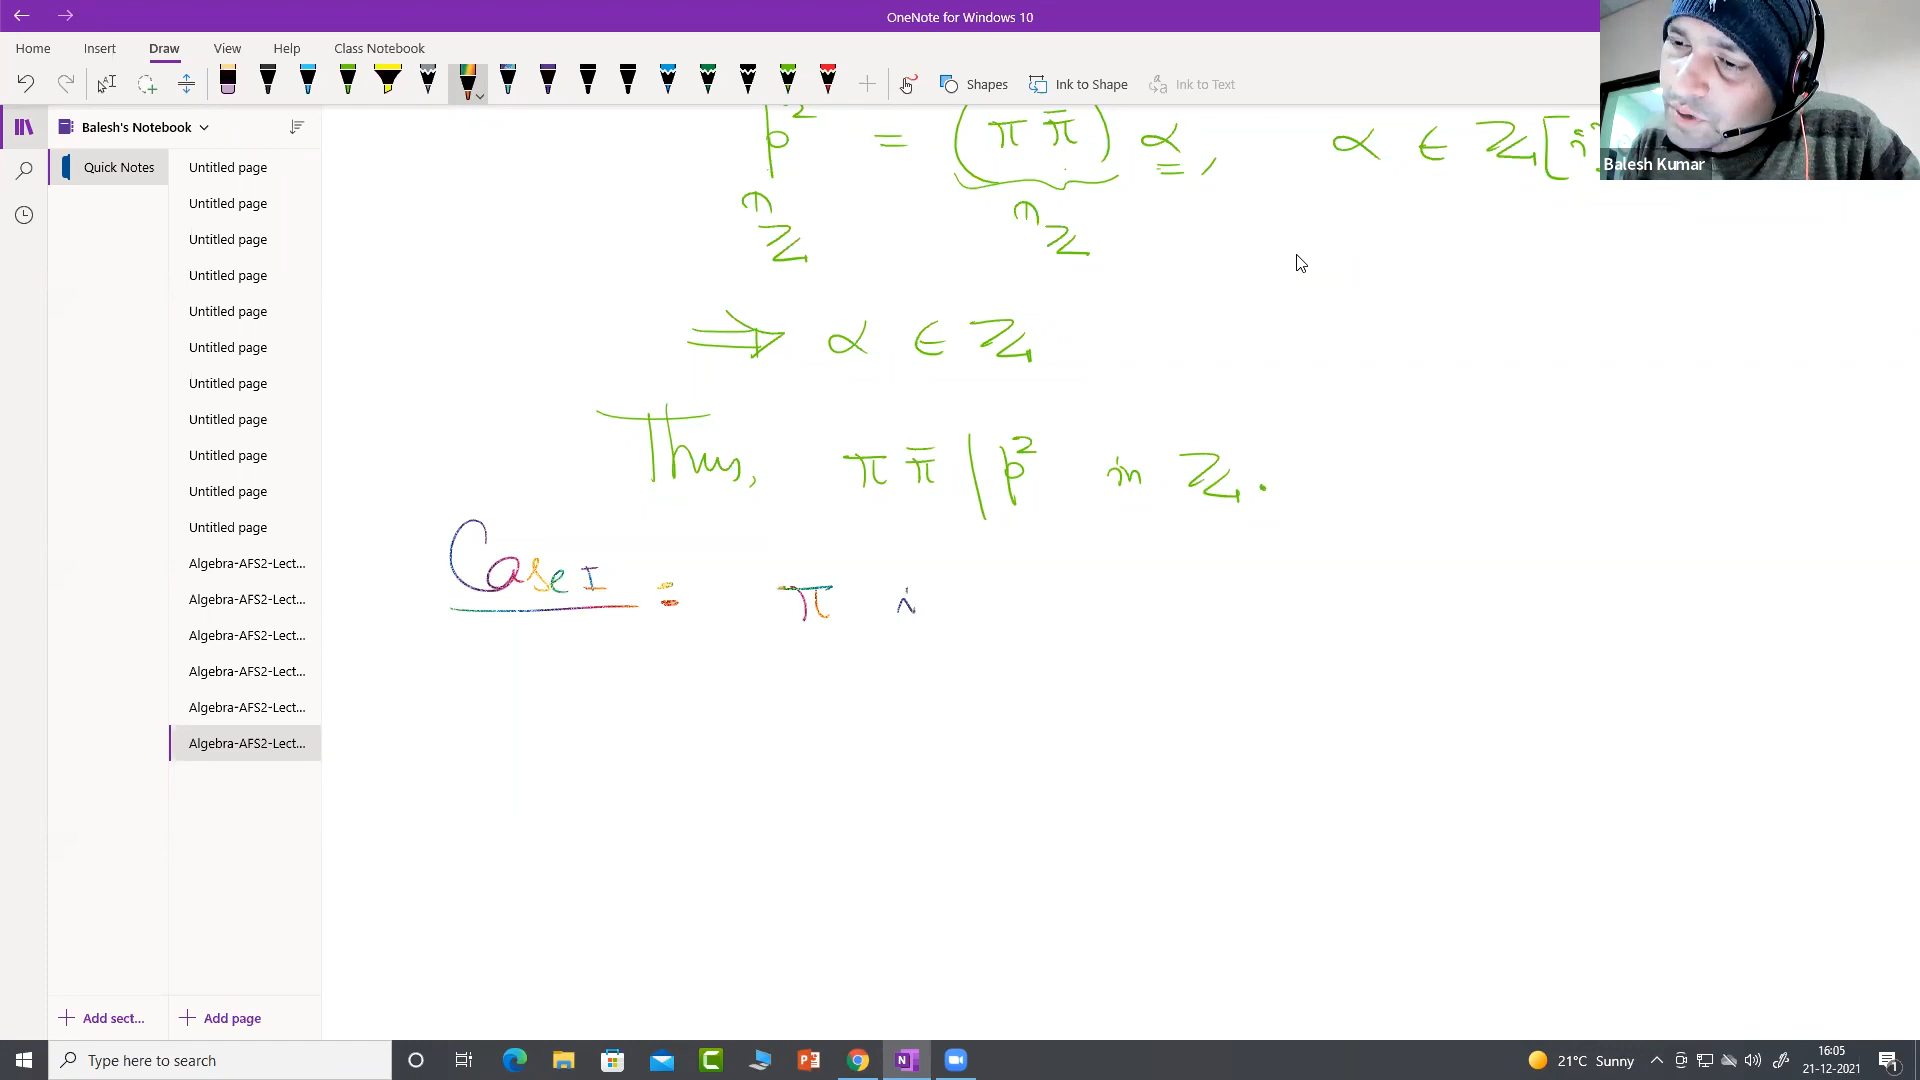 OneNote for Windows 10
Home Insert Draw View Help Class Notebook
Shapes Ink to Shape Ink to Text
Balesh's Notebook
Quick Notes
Untitled page
Untitled page
Untitled page
Untitled page
Untitled page
Untitled page
Untitled page
Untitled page
Untitled page
Untitled page
Untitled page
Algebra-AFS2-Lect...
Algebra-AFS2-Lect...
Algebra-AFS2-Lect...
Algebra-AFS2-Lect...
Algebra-AFS2-Lect...
Algebra-AFS2-Lect...
Add sect...
Add page
Balesh Kumar
p² = (π π̄) α, α ∈ ℤ[
∈ ℤ ∈ ℤ
⇒ α ∈ ℤ
Thus, π π̄ | p² in ℤ.
Case I : π i
Type here to search
21°C Sunny
16:05
21-12-2021